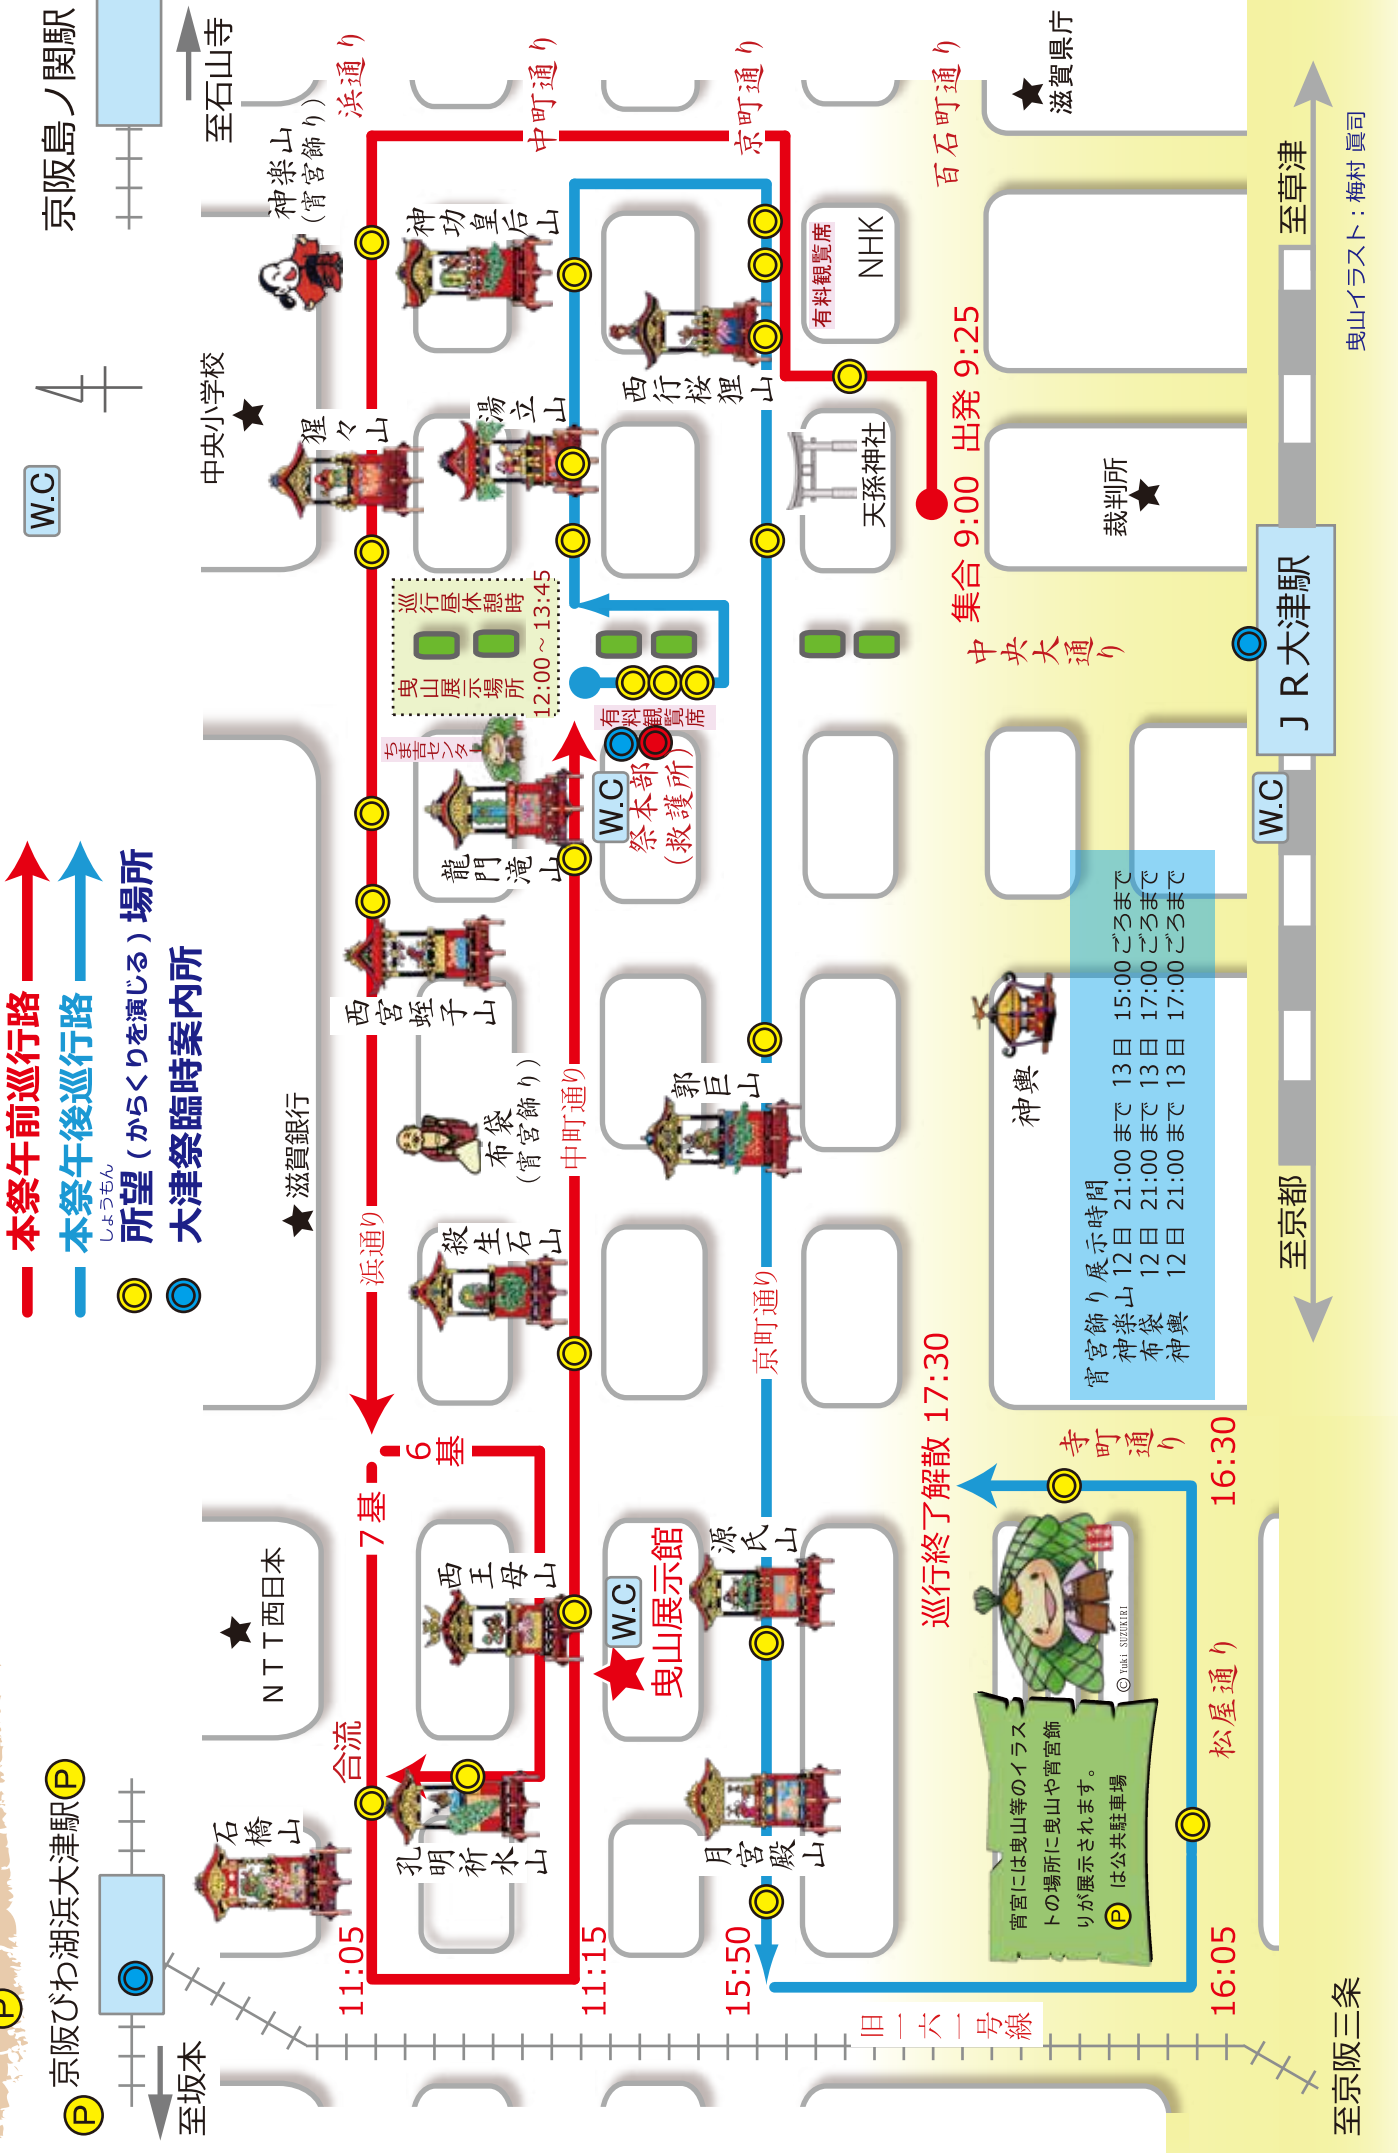 本祭午前巡行路
本祭午後巡行路
しょうもん
所望(からくりを演じる)場所
大津祭臨時案内所
W.C
京阪びわ湖浜大津駅
P
P
P
至坂本
京阪島ノ関駅
至石山寺
石橋山
NTT西日本
滋賀銀行
中央小学校
神楽山
(宵宮飾り)
猩々山
浜通り
浜通り
11:05
合流
7基
6基
孔明祈水山
西王母山
殺生石山
布袋
(宵宮飾り)
西宮蛭子山
龍門滝山
ちま吉センター
曳山展示場所
巡行昼休憩時
12:00~13:45
湯立山
神功皇后山
中町通り
中町通り
11:15
曳山展示館
W.C
W.C
祭本部
(救護所)
有料観覧席
西行桜狸山
郭巨山
源氏山
月宮殿山
15:50
京町通り
京町通り
有料観覧席
NHK
天孫神社
集合 9:00 出発 9:25
百石町通り
滋賀県庁
裁判所
中央大通り
旧一六一号線
巡行終了解散 17:30
寺町通り
16:30
松屋通り
16:05
© Yuki SUZUKIRI
宵宮には曳山等のイラス
トの場所に曳山や宵宮飾
りが展示されます。
P は公共駐車場
神輿
宵宮飾り展示時間
神楽山 12日 21:00まで 13日 15:00ごろまで
布袋 12日 21:00まで 13日 17:00ごろまで
神輿 12日 21:00まで 13日 17:00ごろまで
W.C
JR大津駅
至京都
至草津
至京阪三条
曳山イラスト:梅村 眞司